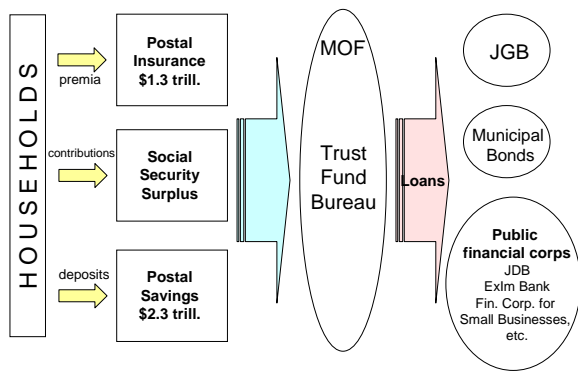 HOUSEHOLDS
premia
contributions
deposits
Postal
Insurance
$1.3 trill.
Social
Security
Surplus
Postal
Savings
$2.3 trill.
MOF
Trust
Fund
Bureau
Loans
JGB
Municipal
Bonds
Public
financial corps
JDB
ExIm Bank
Fin. Corp. for
Small Businesses,
etc.